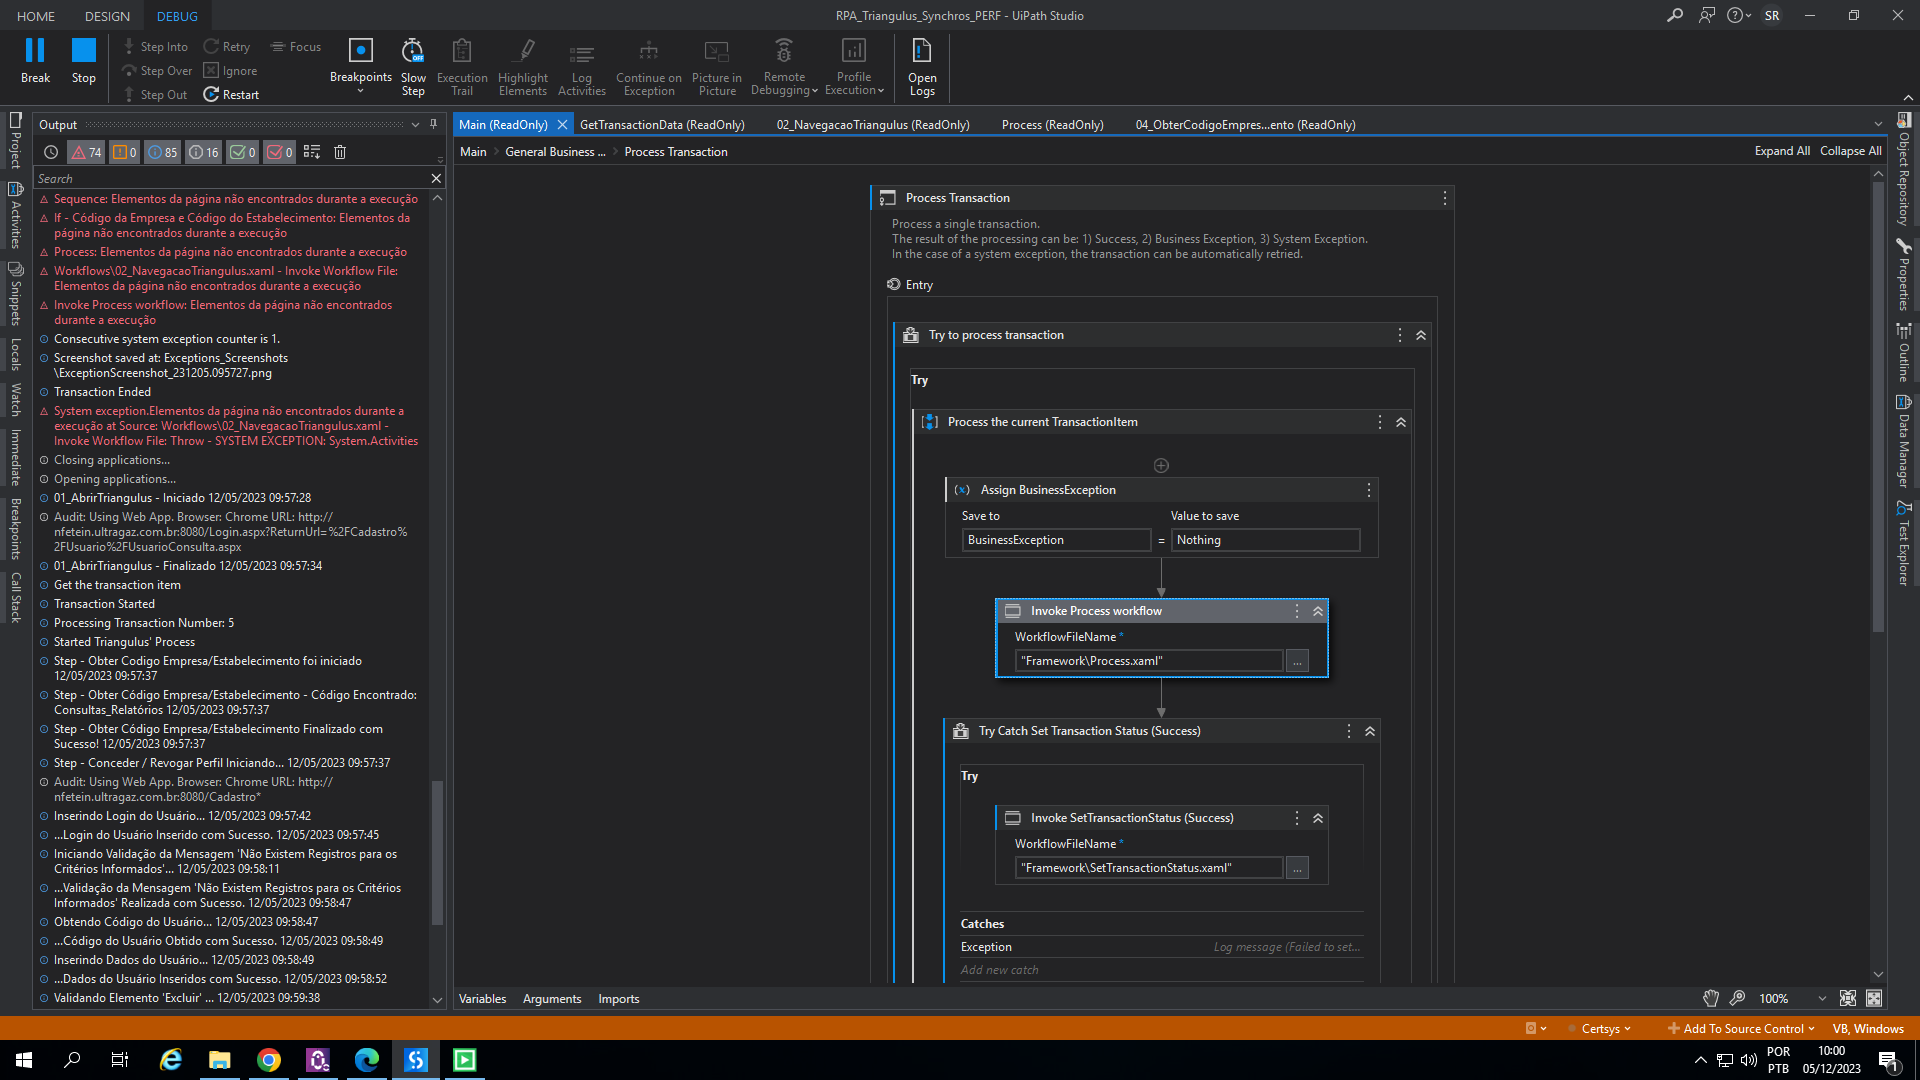 HOME DESIGN DEBUG
RPA_Triangulus_Synchros_PERF - UiPath Studio
SR
Break
Stop
Step Into
Step Over
Step Out
Retry
Ignore
Restart
Focus
Breakpoints
Slow
Step
OFF
Execution
Trail
Highlight
Elements
Log
Activities
Continue on
Exception
Picture in
Picture
Remote
Debugging
Profile
Execution
Open
Logs
Project
Activities
Snippets
Locals
Watch
Immediate
Breakpoints
Call Stack
Output
74 0 85 16 0 0
Search
Sequence: Elementos da página não encontrados durante a execução
If - Código da Empresa e Código do Estabelecimento: Elementos da
página não encontrados durante a execução
Process: Elementos da página não encontrados durante a execução
Workflows\02_NavegacaoTriangulus.xaml - Invoke Workflow File:
Elementos da página não encontrados durante a execução
Invoke Process workflow: Elementos da página não encontrados
durante a execução
Consecutive system exception counter is 1.
Screenshot saved at: Exceptions_Screenshots
\ExceptionScreenshot_231205.095727.png
Transaction Ended
System exception.Elementos da página não encontrados durante a
execução at Source: Workflows\02_NavegacaoTriangulus.xaml -
Invoke Workflow File: Throw - SYSTEM EXCEPTION: System.Activities
Closing applications...
Opening applications...
01_AbrirTriangulus - Iniciado 12/05/2023 09:57:28
Audit: Using Web App. Browser: Chrome URL: http://
nfetein.ultragaz.com.br:8080/Login.aspx?ReturnUrl=%2FCadastro%
2FUsuario%2FUsuarioConsulta.aspx
01_AbrirTriangulus - Finalizado 12/05/2023 09:57:34
Get the transaction item
Transaction Started
Processing Transaction Number: 5
Started Triangulus' Process
Step - Obter Codigo Empresa/Estabelecimento foi iniciado
12/05/2023 09:57:37
Step - Obter Código Empresa/Estabelecimento - Código Encontrado:
Consultas_Relatórios 12/05/2023 09:57:37
Step - Obter Código Empresa/Estabelecimento Finalizado com
Sucesso! 12/05/2023 09:57:37
Step - Conceder / Revogar Perfil Iniciando... 12/05/2023 09:57:37
Audit: Using Web App. Browser: Chrome URL: http://
nfetein.ultragaz.com.br:8080/Cadastro*
Inserindo Login do Usuário... 12/05/2023 09:57:42
...Login do Usuário Inserido com Sucesso. 12/05/2023 09:57:45
Iniciando Validação da Mensagem 'Não Existem Registros para os
Critérios Informados'... 12/05/2023 09:58:11
...Validação da Mensagem 'Não Existem Registros para os Critérios
Informados' Realizada com Sucesso. 12/05/2023 09:58:47
Obtendo Código do Usuário... 12/05/2023 09:58:47
...Código do Usuário Obtido com Sucesso. 12/05/2023 09:58:49
Inserindo Dados do Usuário... 12/05/2023 09:58:49
...Dados do Usuário Inseridos com Sucesso. 12/05/2023 09:58:52
Validando Elemento 'Excluir' ... 12/05/2023 09:59:38
Main (ReadOnly) GetTransactionData (ReadOnly) 02_NavegacaoTriangulus (ReadOnly) Process (ReadOnly) 04_ObterCodigoEmpres...ento (ReadOnly)
Main General Business ... Process Transaction
Expand All Collapse All
Process Transaction
Process a single transaction.
The result of the processing can be: 1) Success, 2) Business Exception, 3) System Exception.
In the case of a system exception, the transaction can be automatically retried.
Entry
Try to process transaction
Try
Process the current TransactionItem
(x) Assign BusinessException
Save to Value to save
BusinessException = Nothing
Invoke Process workflow
WorkflowFileName *
"Framework\Process.xaml" ...
Try Catch Set Transaction Status (Success)
Try
Invoke SetTransactionStatus (Success)
WorkflowFileName *
"Framework\SetTransactionStatus.xaml" ...
Catches
Exception Log message (Failed to set...
Add new catch
Variables Arguments Imports
100%
Object Repository
Properties
Outline
Data Manager
Test Explorer
Certsys Add To Source Control VB, Windows
POR
PTB
10:00
05/12/2023
1